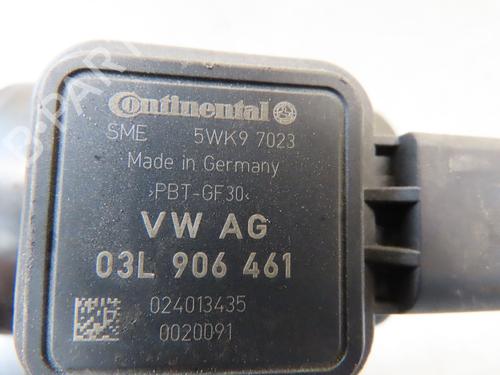 Continental
SME 5WK9 7023
Made in Germany
>PBT-GF30<
VW AG
03L 906 461
024013435
0020091